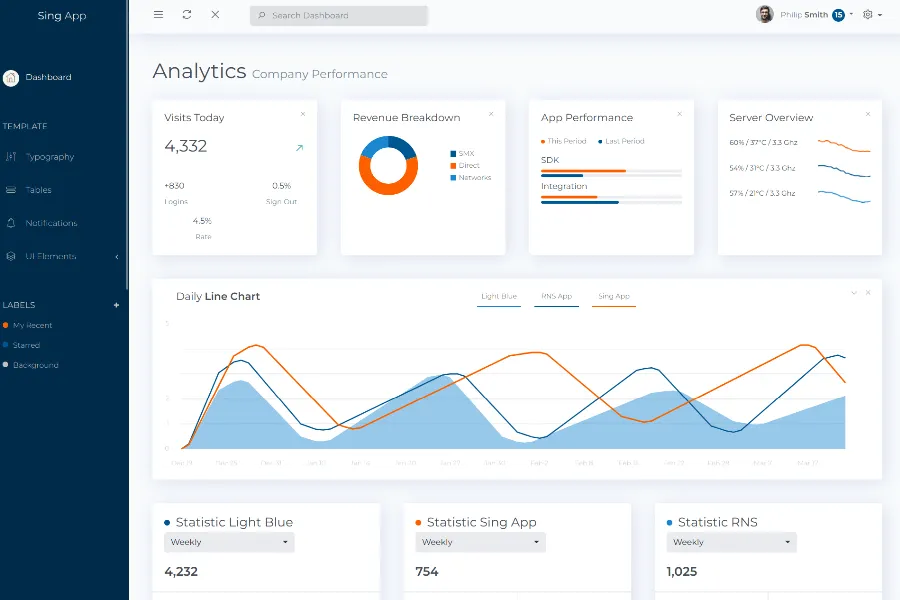 Sing App
Search Dashboard
Philip Smith 15
Dashboard
TEMPLATE
Typography
Tables
Notifications
UI Elements
LABELS
My Recent
Starred
Background
Analytics Company Performance
Visits Today
4,332
+830
0.5%
Logins
Sign Out
4.5%
Rate
Revenue Breakdown
SMX
Direct
Networks
App Performance
This Period
Last Period
SDK
Integration
Server Overview
60% / 37°C / 3.3 Ghz
54% / 31°C / 3.3 Ghz
57% / 21°C / 3.3 Ghz
Daily Line Chart
Light Blue
RNS App
Sing App
Statistic Light Blue
Weekly
4,232
Statistic Sing App
Weekly
754
Statistic RNS
Weekly
1,025